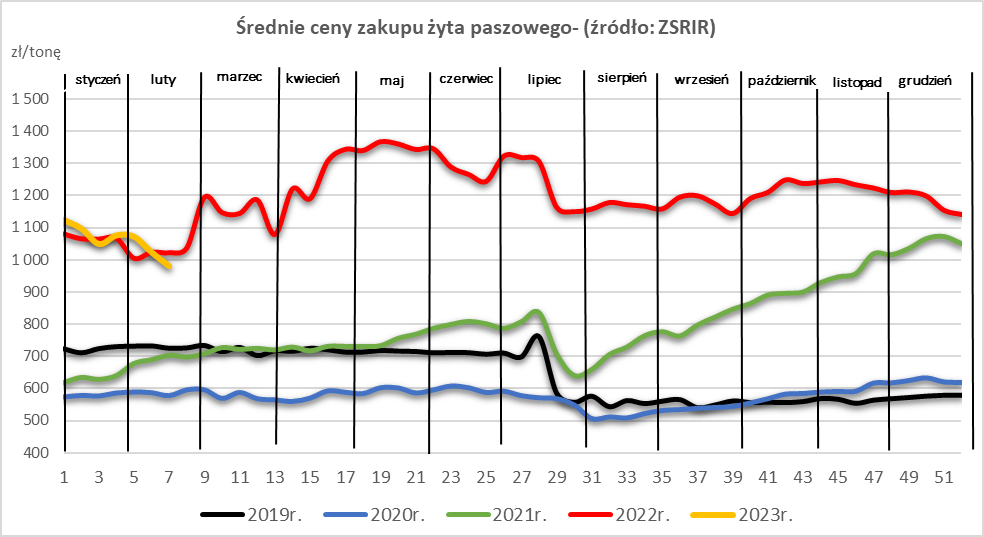 Średnie ceny zakupu żyta paszowego- (źródło: ZSRIR)
zł/tonę
styczeń luty marzec kwiecień maj czerwiec lipiec sierpień wrzesień październik listopad grudzień
1 500
1 400
1 300
1 200
1 100
1 000
900
800
700
600
500
400
1 3 5 7 9 11 13 15 17 19 21 23 25 27 29 31 33 35 37 39 41 43 45 47 49 51
2019r. 2020r. 2021r. 2022r. 2023r.